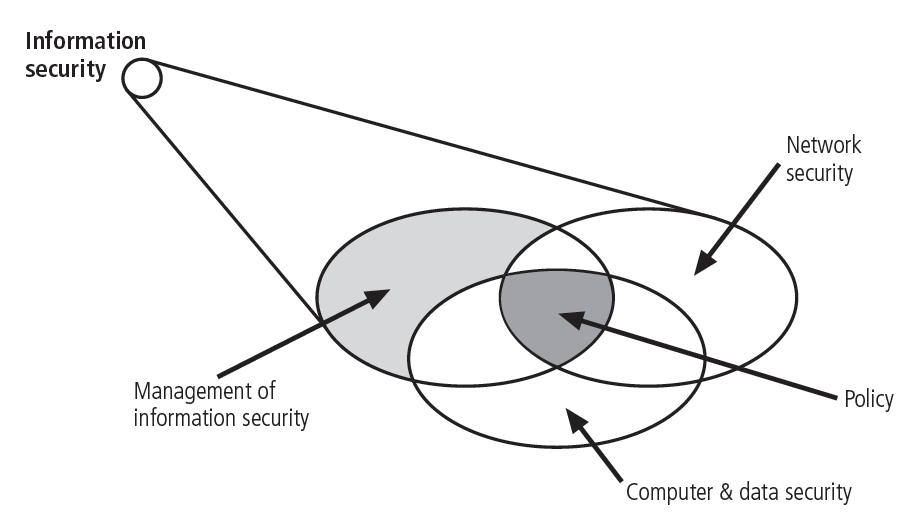 Information
security
Network
security
Management of
information security
Policy
Computer & data security